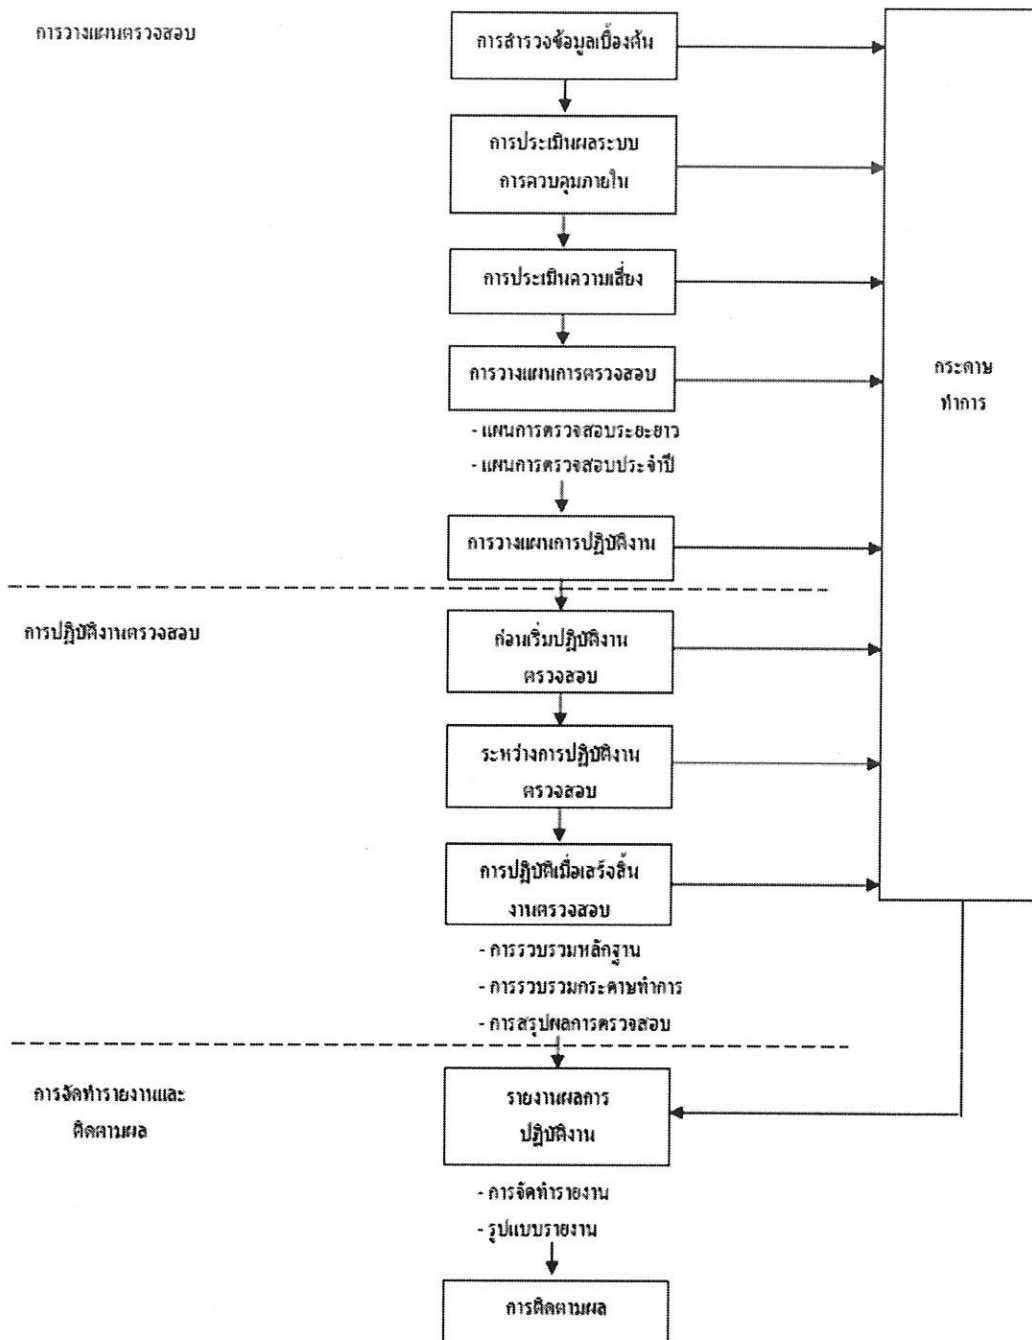 การวางแผนตรวจสอบ
การสำรวจข้อมูลเบื้องต้น
การประเมินผลระบบ
การควบคุมภายใน
การประเมินความเสี่ยง
การวางแผนการตรวจสอบ
- แผนการตรวจสอบระยะยาว
- แผนการตรวจสอบประจำปี
การวางแผนการปฏิบัติงาน
กระดาษ
ทำการ
การปฏิบัติงานตรวจสอบ
ก่อนเริ่มปฏิบัติงาน
ตรวจสอบ
ระหว่างการปฏิบัติงาน
ตรวจสอบ
การปฏิบัติเมื่อเสร็จสิ้น
งานตรวจสอบ
- การรวบรวมหลักฐาน
- การรวบรวมกระดาษทำการ
- การสรุปผลการตรวจสอบ
การจัดทำรายงานและ
ติดตามผล
รายงานผลการ
ปฏิบัติงาน
- การจัดทำรายงาน
- รูปแบบรายงาน
การติดตามผล